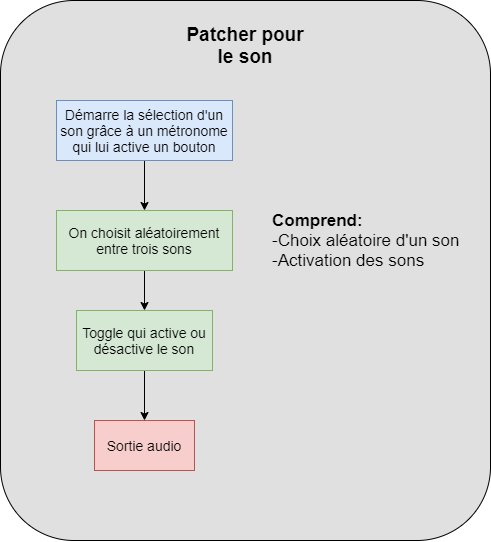 Patcher pour
le son
Démarre la sélection d'un
son grâce à un métronome
qui lui active un bouton
On choisit aléatoirement
entre trois sons
Comprend:
-Choix aléatoire d'un son
-Activation des sons
Toggle qui active ou
désactive le son
Sortie audio